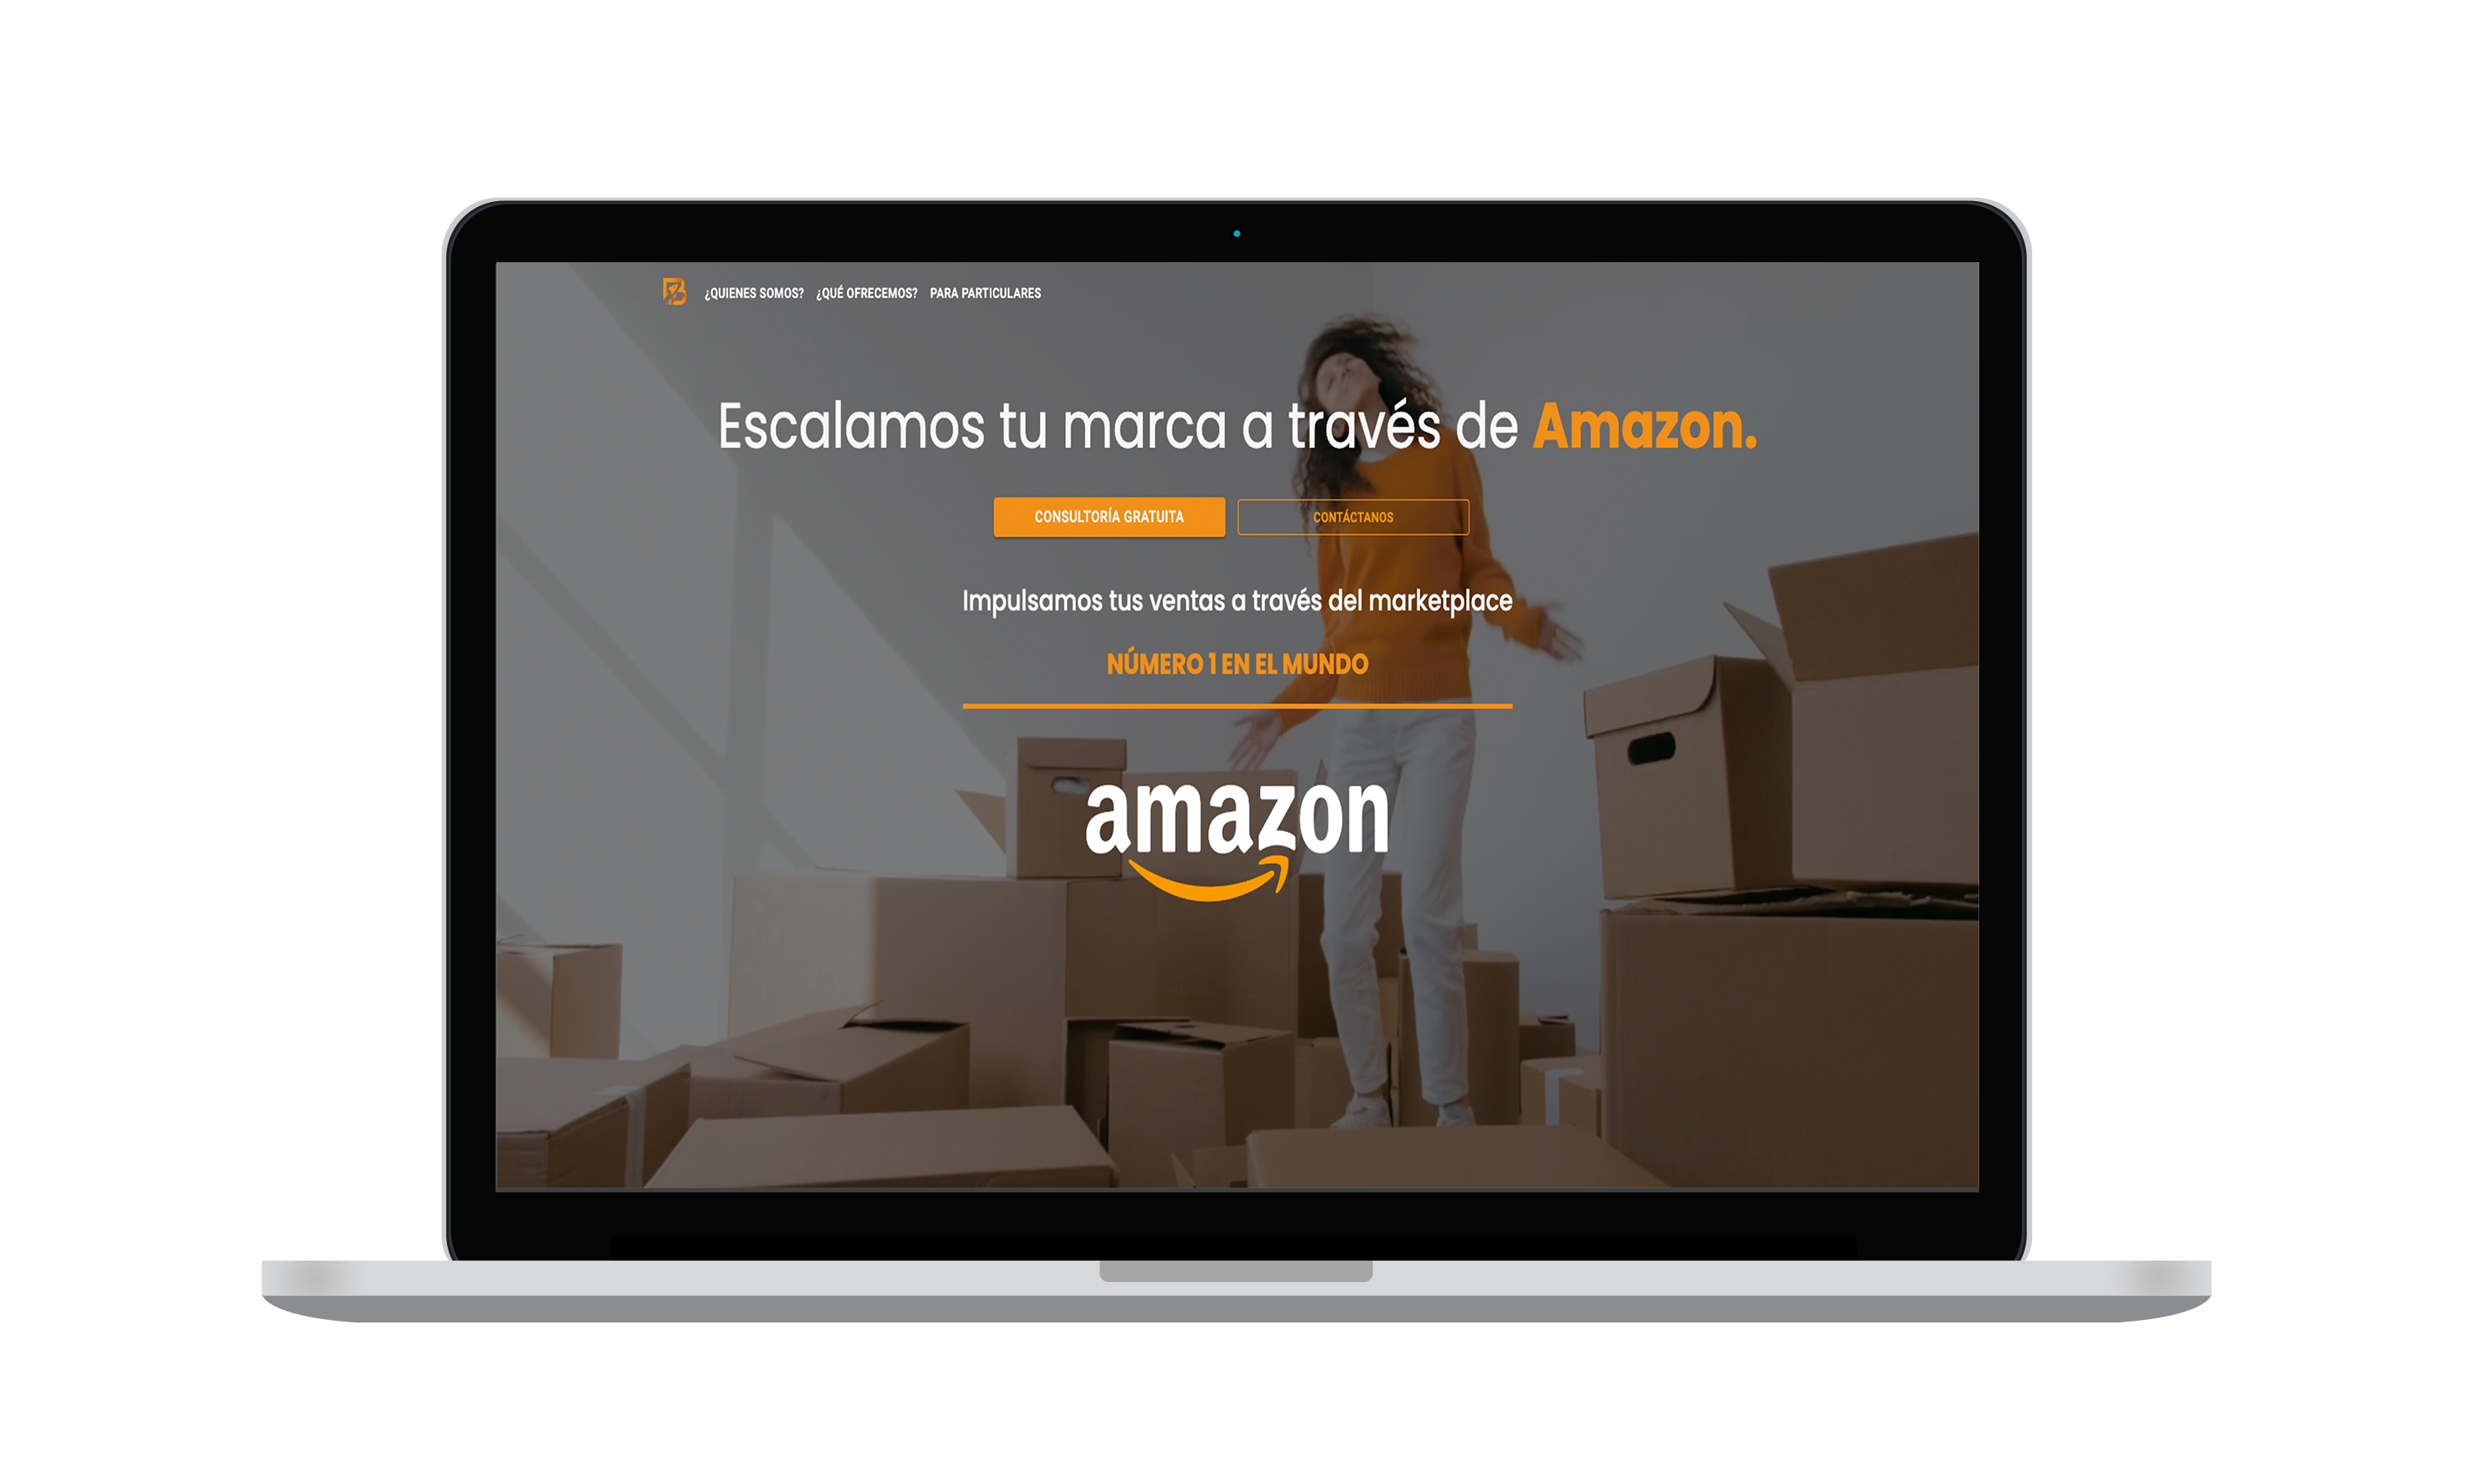 ¿QUIENES SOMOS? ¿QUÉ OFRECEMOS? PARA PARTICULARES
Escalamos tu marca a través de Amazon.
CONSULTORÍA GRATUITA CONTÁCTANOS
Impulsamos tus ventas a través del marketplace
NÚMERO 1 EN EL MUNDO
amazon